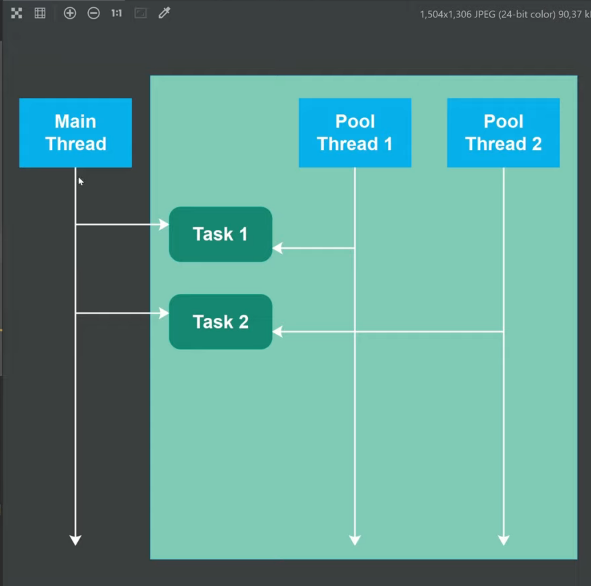 1:1
1,504x1,306 JPEG (24-bit color) 90,37
Main
Thread
Pool
Thread 1
Pool
Thread 2
Task 1
Task 2